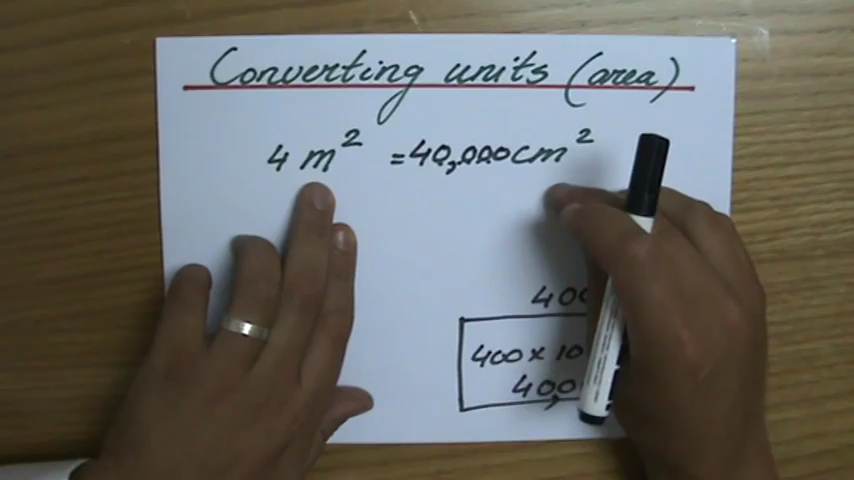 Converting units (area)
4 m² = 40,000cm²
400
400 x 10
400